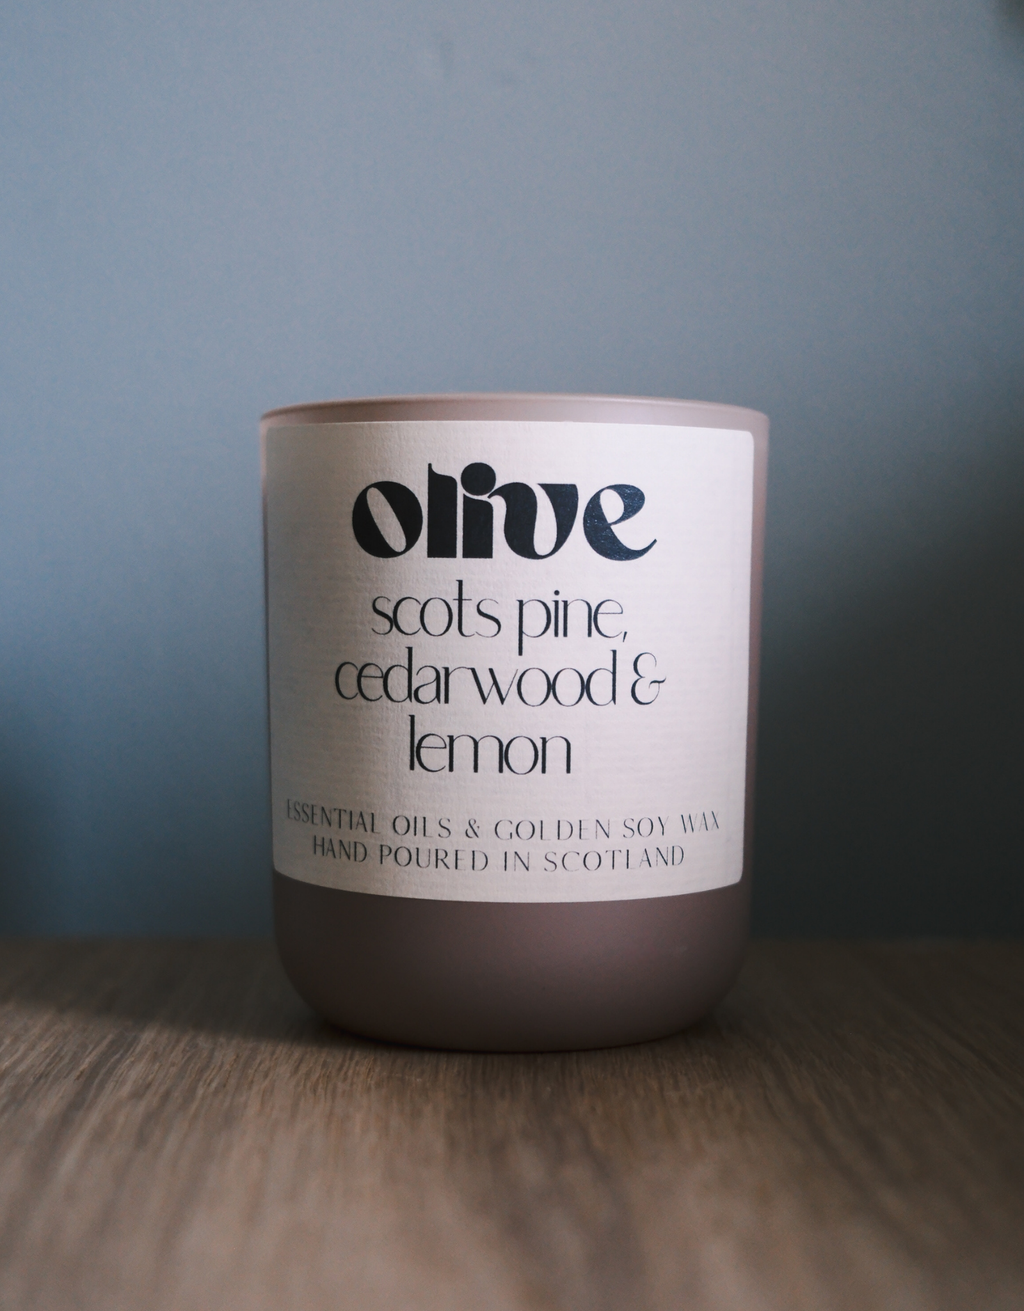 olive
scots pine,
cedarwood &
lemon
ESSENTIAL OILS & GOLDEN SOY WAX
HAND POURED IN SCOTLAND